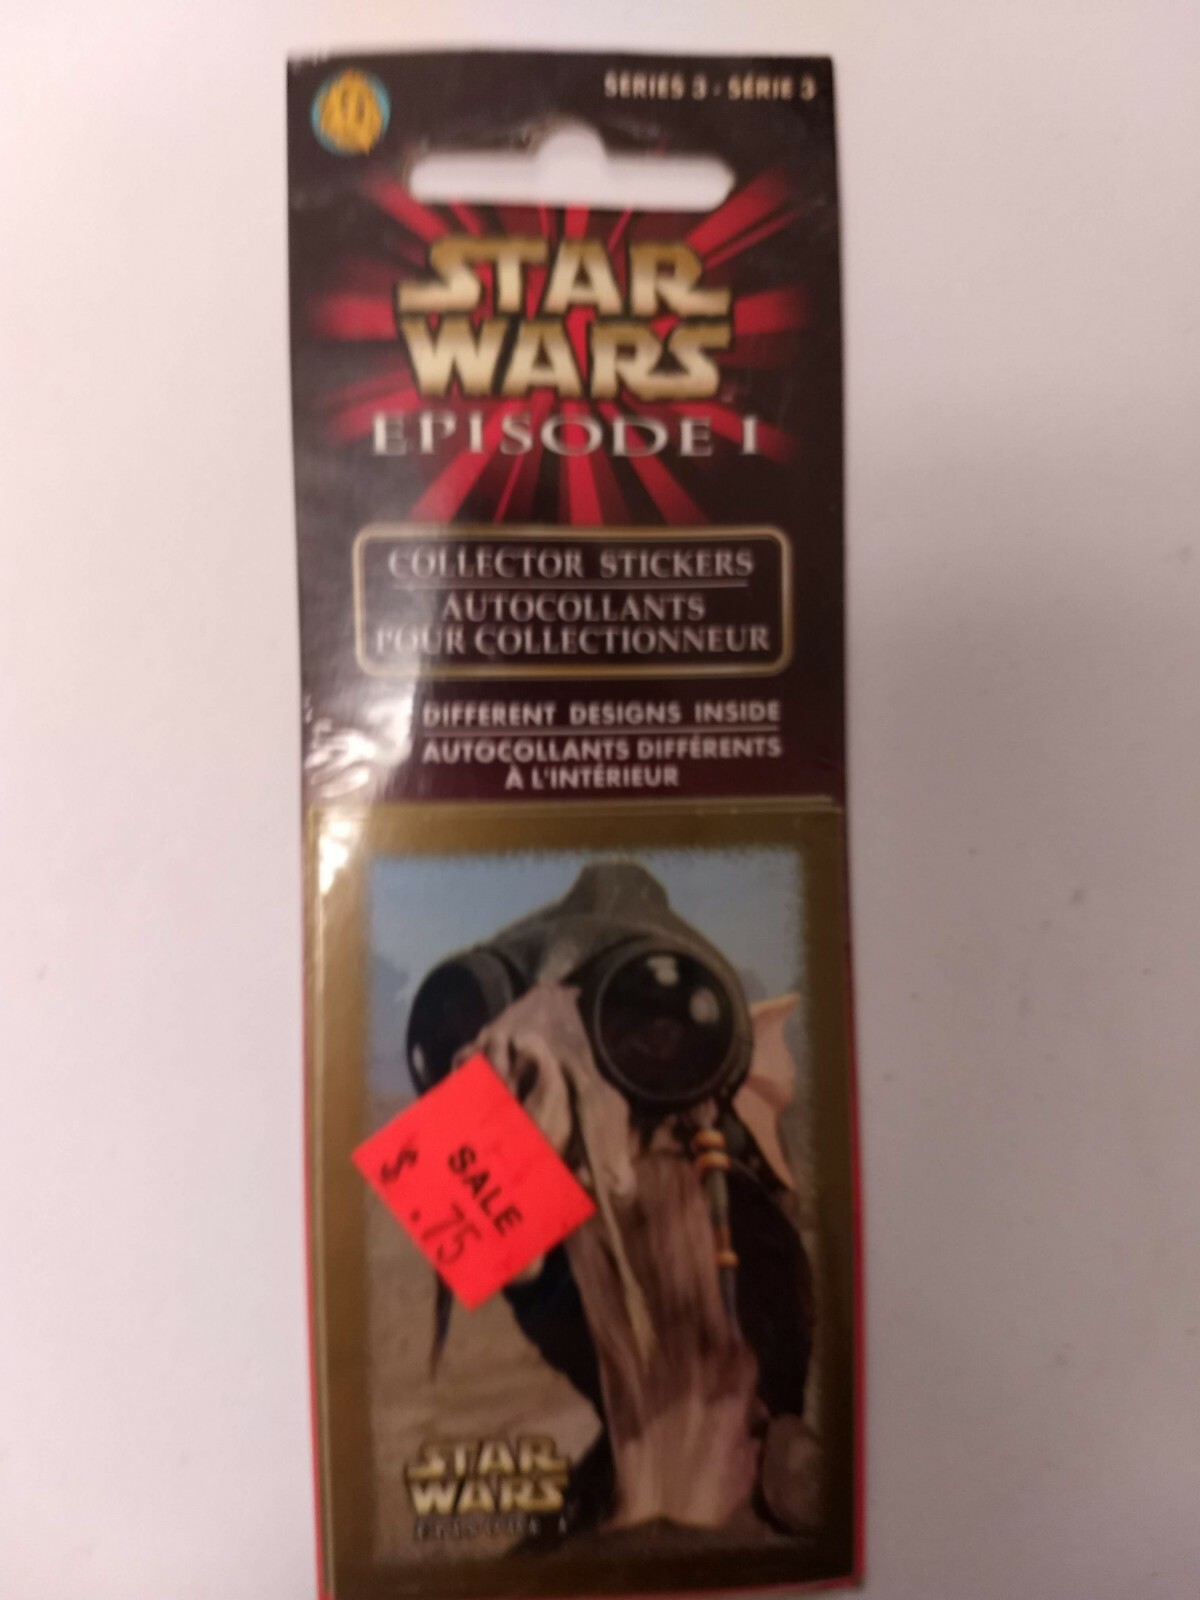 SERIES 3 - SÉRIE 3
STAR
WARS
EPISODE I
COLLECTOR STICKERS
AUTOCOLLANTS
POUR COLLECTIONNEUR
DIFFERENT DESIGNS INSIDE
AUTOCOLLANTS DIFFÉRENTS
À L'INTÉRIEUR
SALE
$ .75
STAR
WARS
EPISODE I